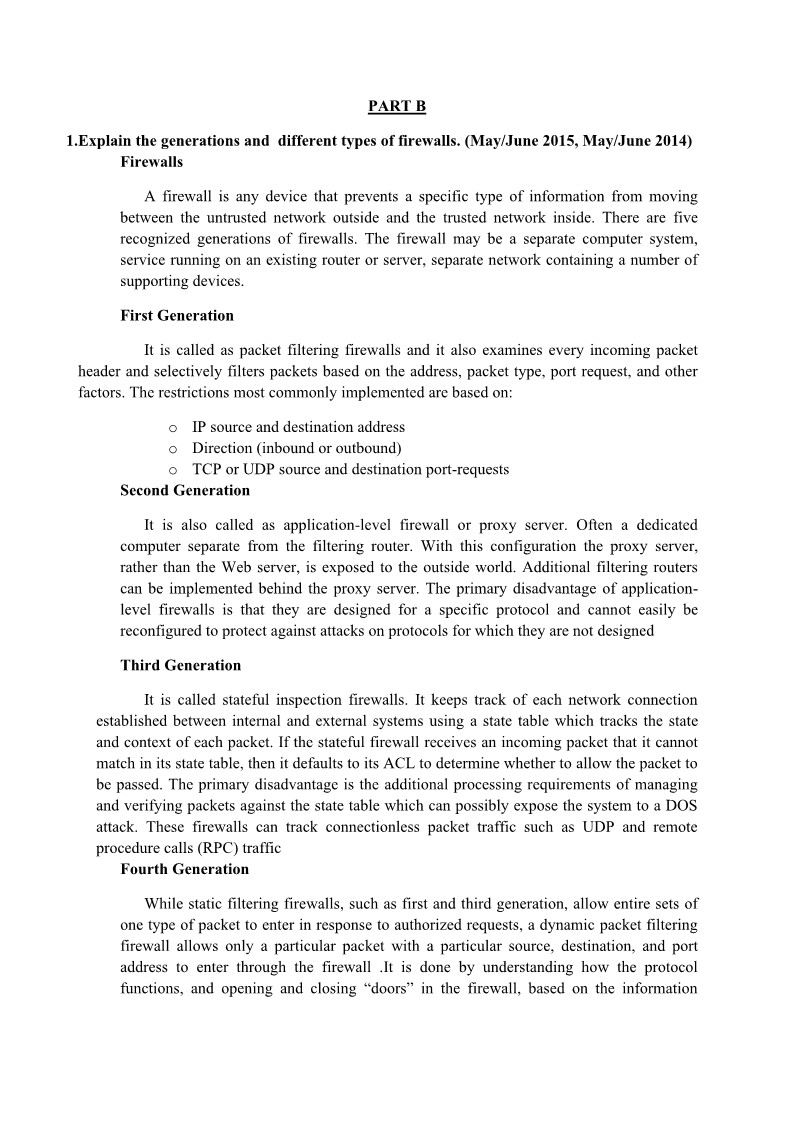 PART B
1.Explain the generations and  different types of firewalls. (May/June 2015, May/June 2014)
Firewalls
A firewall is any device that prevents a specific type of information from moving
between the untrusted network outside and the trusted network inside. There are five
recognized generations of firewalls. The firewall may be a separate computer system,
service running on an existing router or server, separate network containing a number of
supporting devices.
First Generation
It is called as packet filtering firewalls and it also examines every incoming packet
header and selectively filters packets based on the address, packet type, port request, and other
factors. The restrictions most commonly implemented are based on:
o IP source and destination address
o Direction (inbound or outbound)
o TCP or UDP source and destination port-requests
Second Generation
It is also called as application-level firewall or proxy server. Often a dedicated
computer separate from the filtering router. With this configuration the proxy server,
rather than the Web server, is exposed to the outside world. Additional filtering routers
can be implemented behind the proxy server. The primary disadvantage of application-
level firewalls is that they are designed for a specific protocol and cannot easily be
reconfigured to protect against attacks on protocols for which they are not designed
Third Generation
It is called stateful inspection firewalls. It keeps track of each network connection
established between internal and external systems using a state table which tracks the state
and context of each packet. If the stateful firewall receives an incoming packet that it cannot
match in its state table, then it defaults to its ACL to determine whether to allow the packet to
be passed. The primary disadvantage is the additional processing requirements of managing
and verifying packets against the state table which can possibly expose the system to a DOS
attack. These firewalls can track connectionless packet traffic such as UDP and remote
procedure calls (RPC) traffic
Fourth Generation
While static filtering firewalls, such as first and third generation, allow entire sets of
one type of packet to enter in response to authorized requests, a dynamic packet filtering
firewall allows only a particular packet with a particular source, destination, and port
address to enter through the firewall .It is done by understanding how the protocol
functions, and opening and closing “doors” in the firewall, based on the information